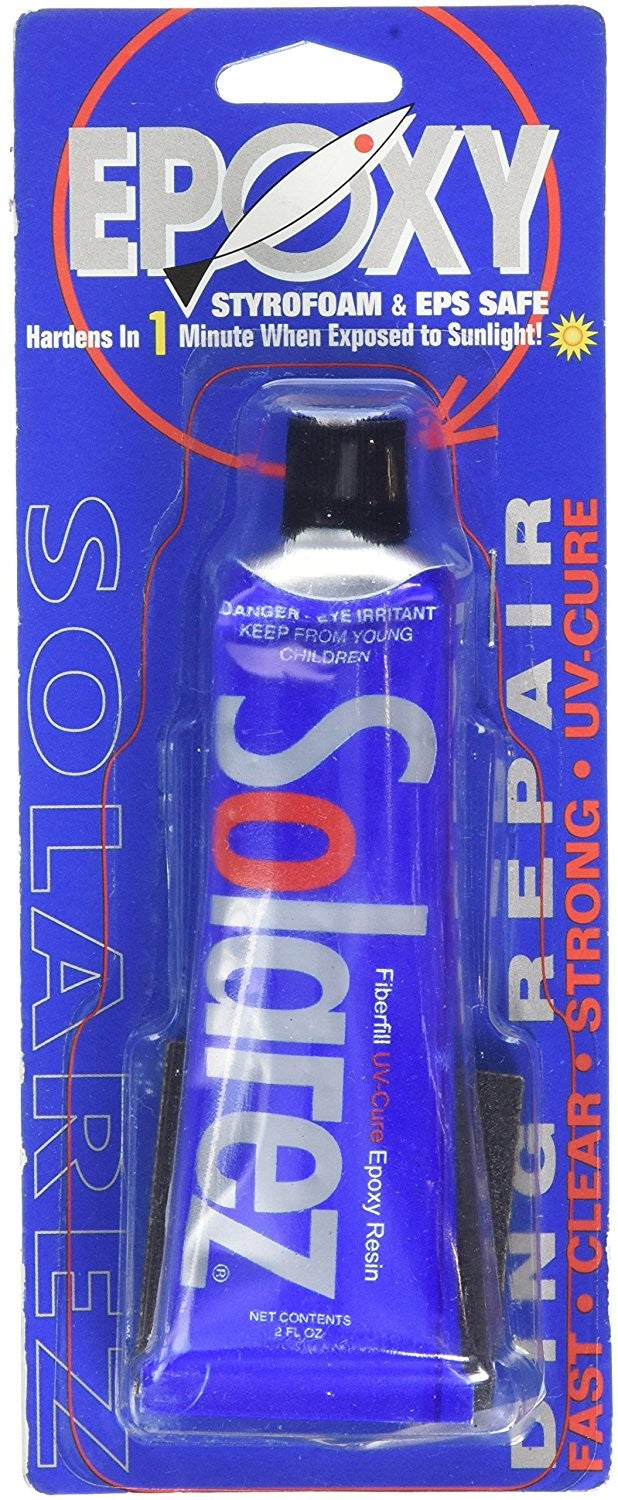 EPOXY
STYROFOAM & EPS SAFE
Hardens In 1 Minute When Exposed to Sunlight!
SOLAREZ
DANGER - EYE IRRITANT
KEEP FROM YOUNG
CHILDREN
Solarez®
Fiberfill UV-Cure Epoxy Resin
NET CONTENTS
2 FL OZ
DING REPAIR
FAST • CLEAR • STRONG • UV-CURE